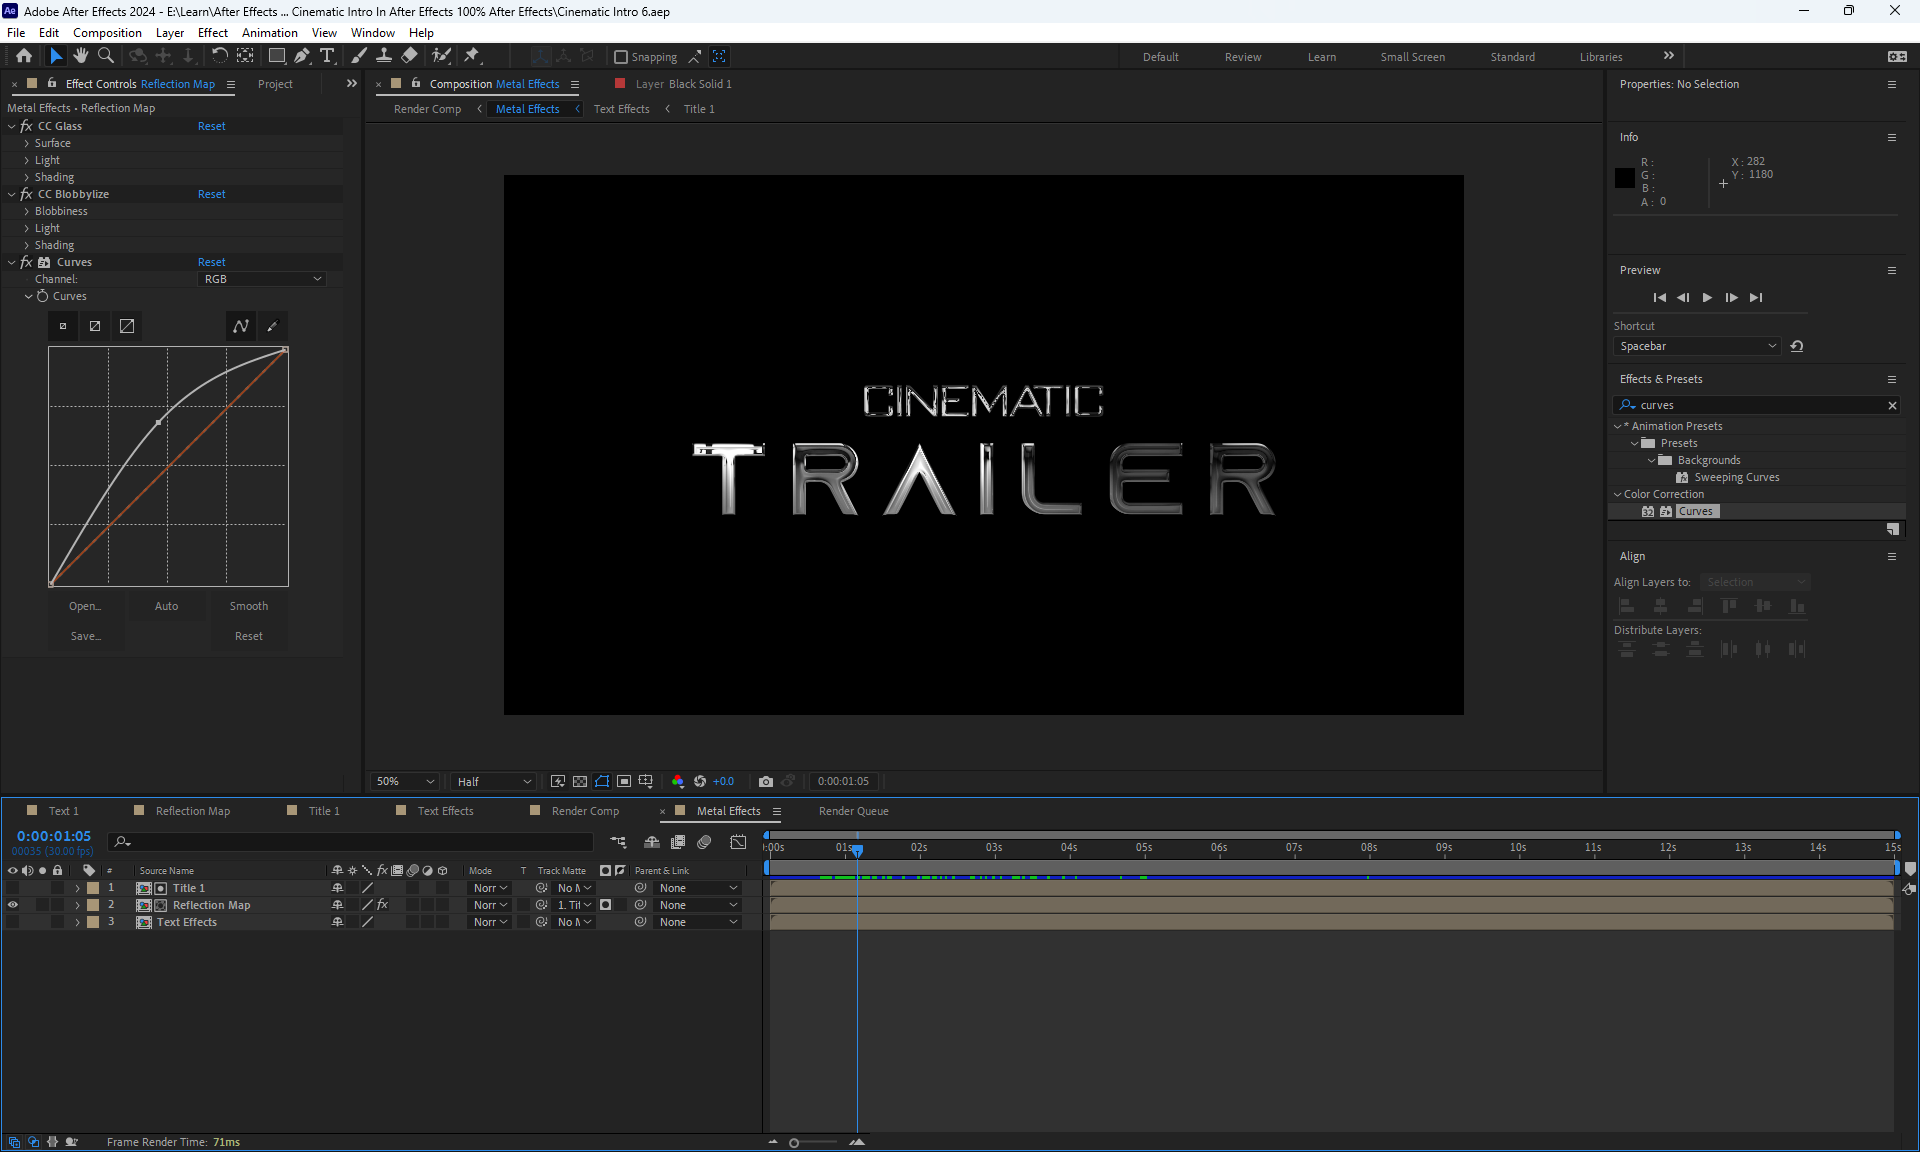 Adobe After Effects 2024 - E:\Learn\After Effects ... Cinematic Intro In After Effects 100% After Effects\Cinematic Intro 6.aep
File Edit Composition Layer Effect Animation View Window Help
Snapping
Default Review Learn Small Screen Standard Libraries
Effect Controls Reflection Map
Project
Metal Effects • Reflection Map
fx CC Glass Reset
Surface
Light
Shading
fx CC Blobbylize Reset
Blobbiness
Light
Shading
fx Curves Reset
Channel: RGB
Curves
Open... Auto Smooth
Save... Reset
Composition Metal Effects
Layer Black Solid 1
Render Comp Metal Effects Text Effects Title 1
CINEMATIC
TRAILER
50% Half +0.0 0:00:01:05
Properties: No Selection
Info
R:
G:
B:
A: 0
X: 282
Y: 1180
Preview
Shortcut
Spacebar
Effects & Presets
curves
* Animation Presets
Presets
Backgrounds
Sweeping Curves
Color Correction
32 Curves
Align
Align Layers to: Selection
Distribute Layers:
Text 1 Reflection Map Title 1 Text Effects Render Comp Metal Effects Render Queue
0:00:01:05
00035 (30.00 fps)
# Source Name fx Mode T Track Matte Parent & Link
1 Title 1 Norr No M None
2 Reflection Map fx Norr 1. Tit None
3 Text Effects Norr No M None
:00s 01s 02s 03s 04s 05s 06s 07s 08s 09s 10s 11s 12s 13s 14s 15s
Frame Render Time: 71ms